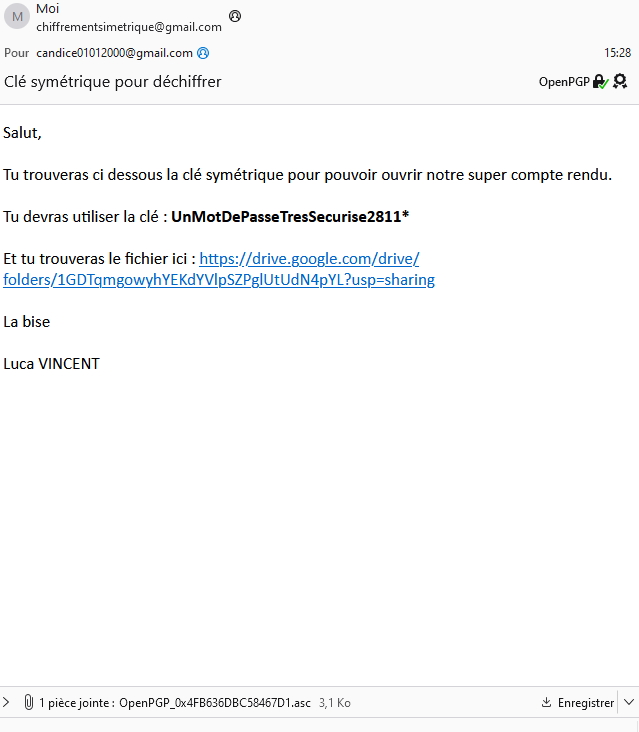 M
Moi
chiffrementsimetrique@gmail.com
Pour candice01012000@gmail.com 15:28
Clé symétrique pour déchiffrer OpenPGP
Salut,
Tu trouveras ci dessous la clé symétrique pour pouvoir ouvrir notre super compte rendu.
Tu devras utiliser la clé : UnMotDePasseTresSecurise2811*
Et tu trouveras le fichier ici : https://drive.google.com/drive/
folders/1GDTqmgowyhYEKdYVlpSZPglUtUdN4pYL?usp=sharing
La bise
Luca VINCENT
1 pièce jointe : OpenPGP_0x4FB636DBC58467D1.asc 3,1 Ko Enregistrer